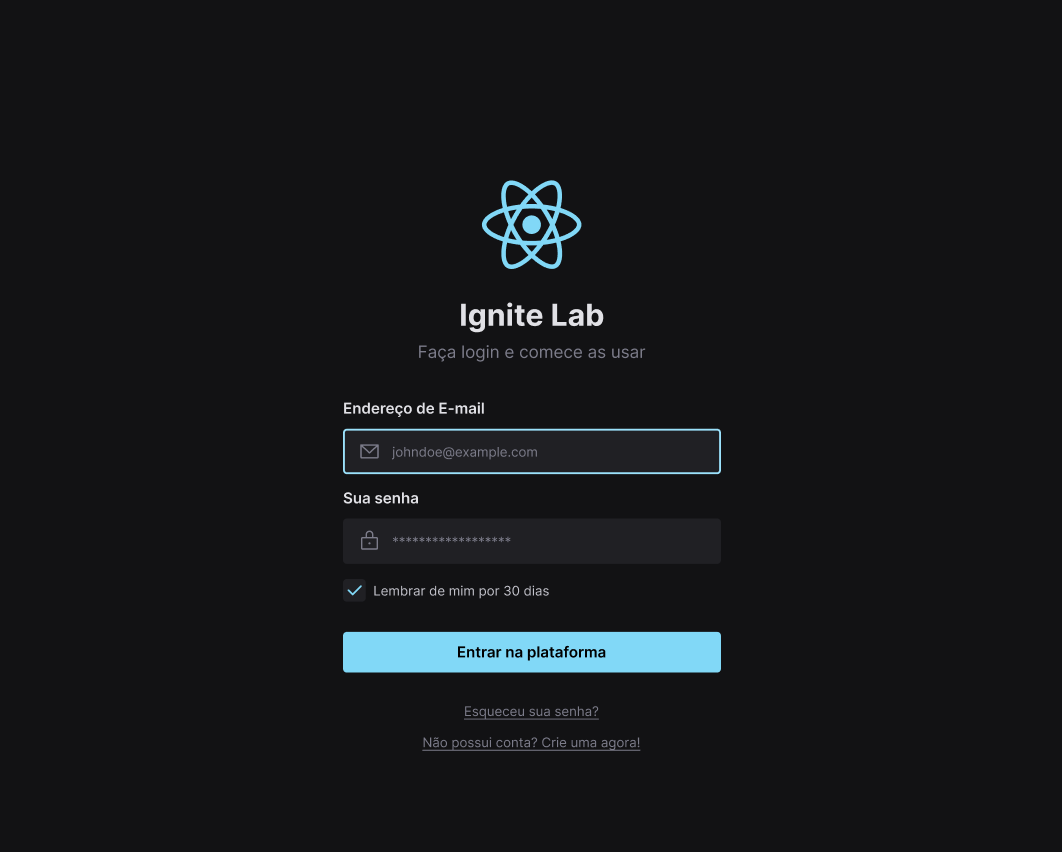 Ignite Lab
Faça login e comece as usar
Endereço de E-mail
johndoe@example.com
Sua senha
******************
Lembrar de mim por 30 dias
Entrar na plataforma
Esqueceu sua senha?
Não possui conta? Crie uma agora!